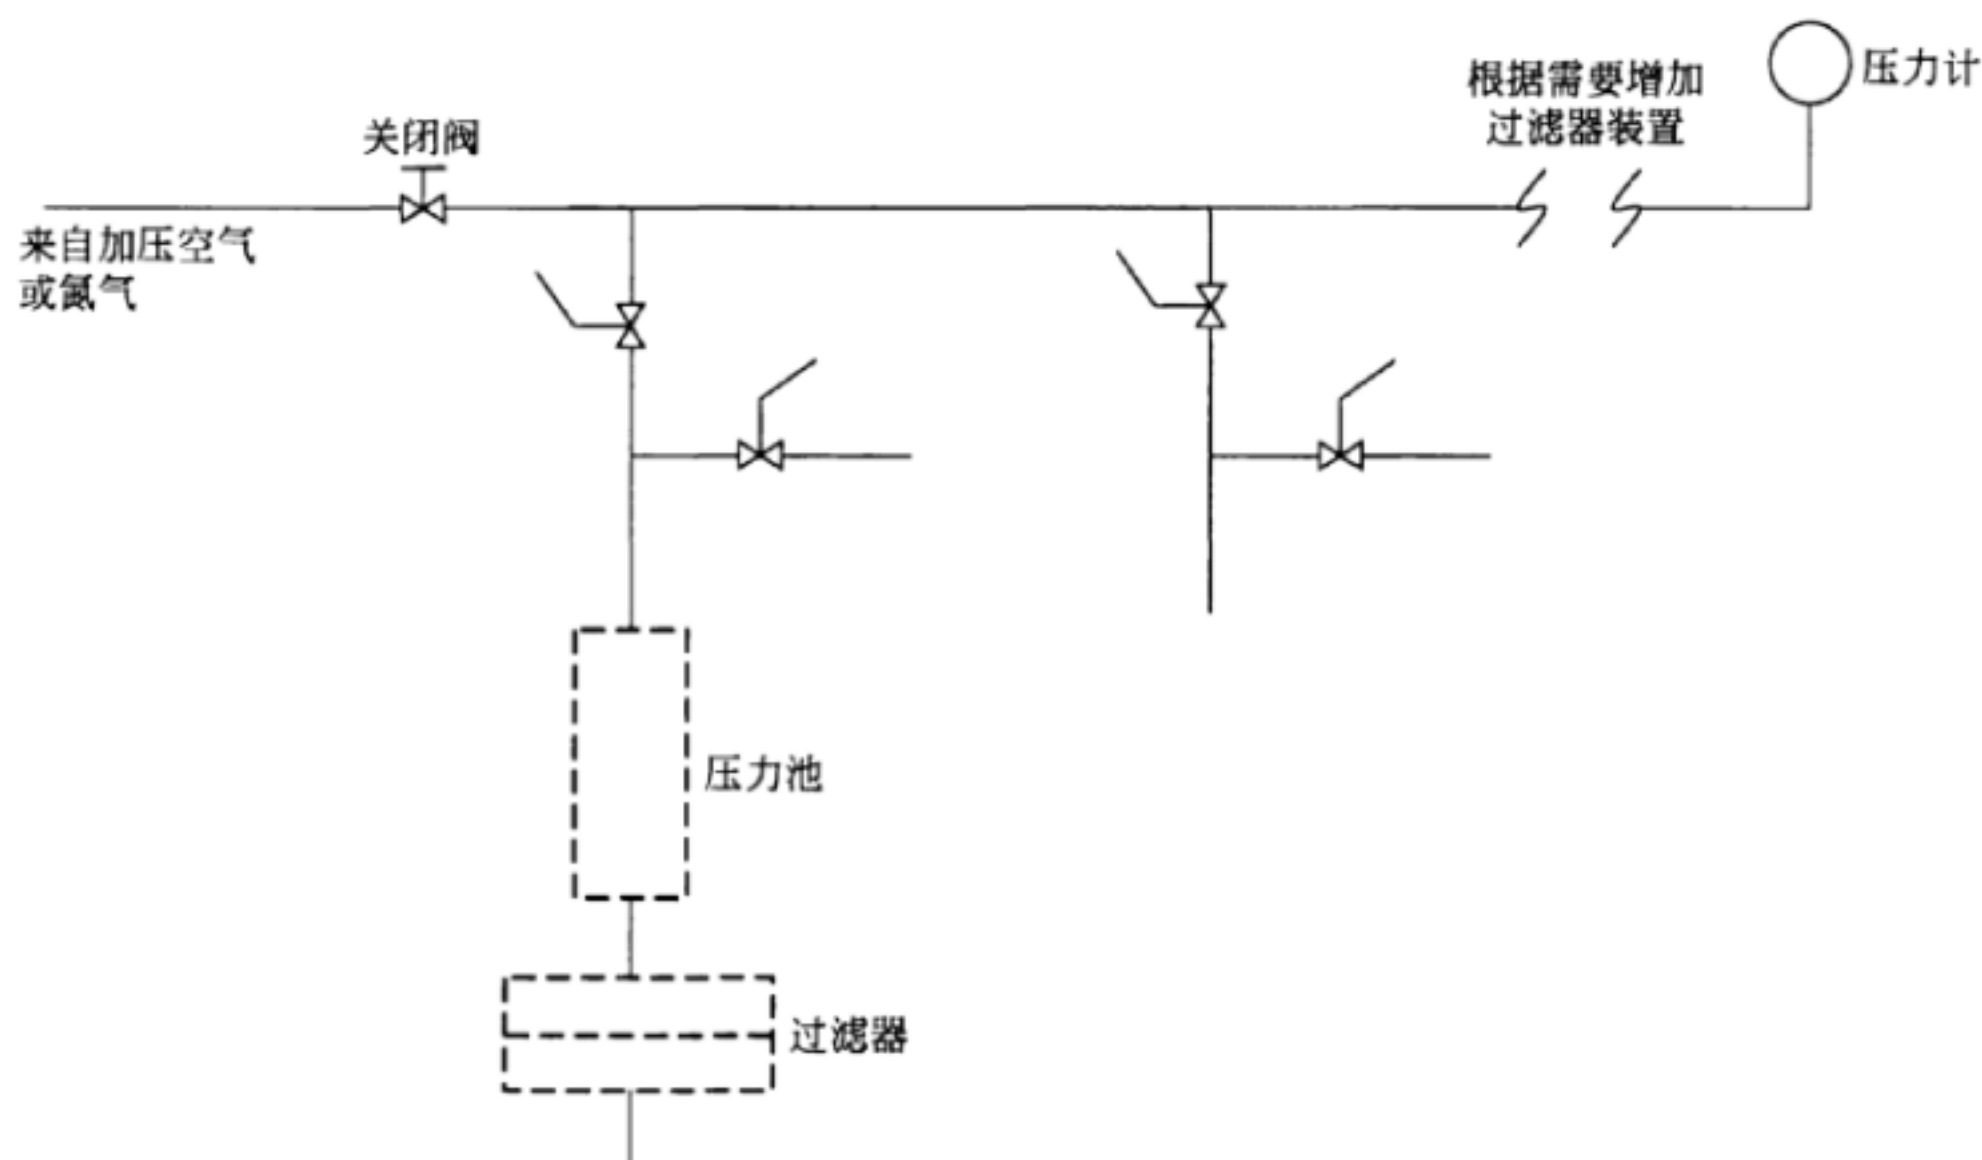 压力计
根据需要增加
过滤器装置
关闭阀
来自加压空气
或氮气
压力池
过滤器